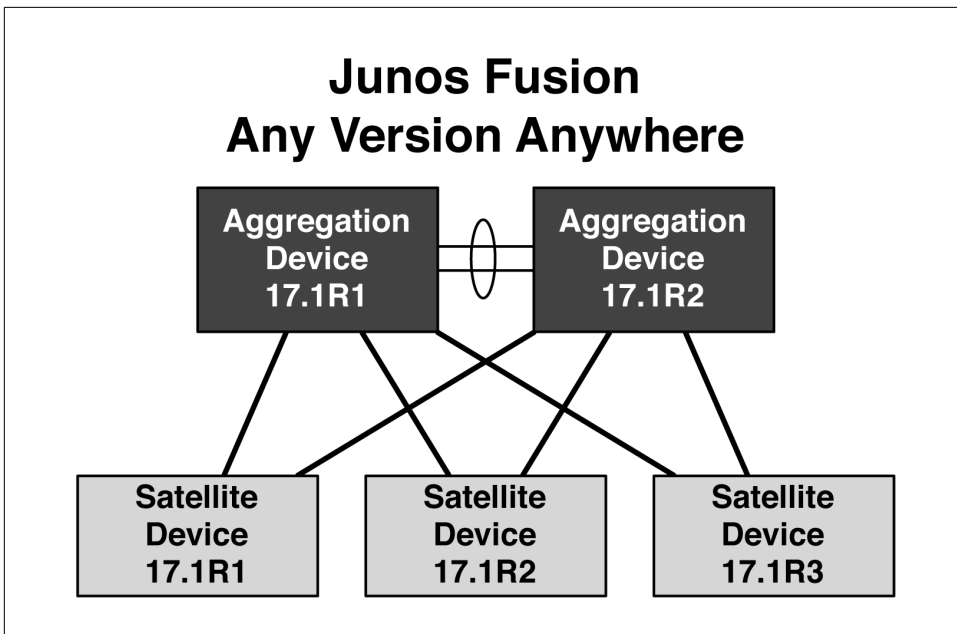 Junos Fusion
Any Version Anywhere
Aggregation
Device
17.1R1
Aggregation
Device
17.1R2
Satellite
Device
17.1R1
Satellite
Device
17.1R2
Satellite
Device
17.1R3